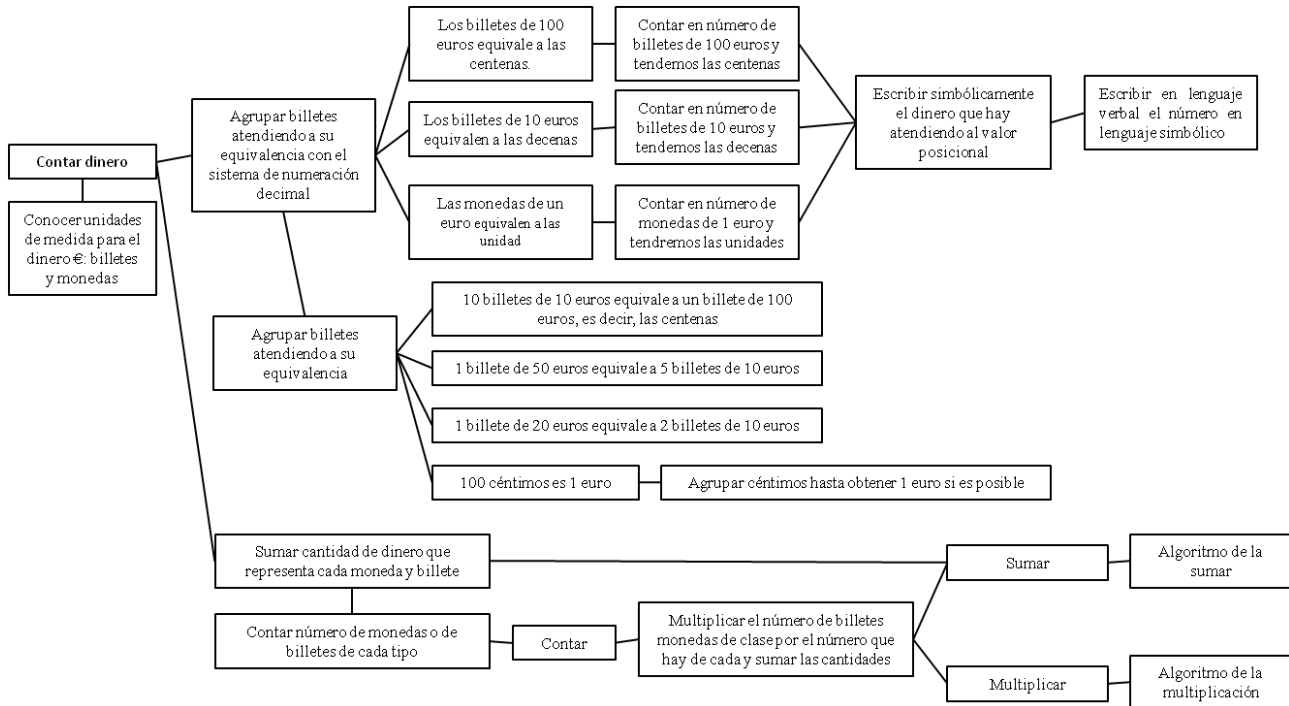 Contar dinero
Conocer unidades
de medida para el
dinero €: billetes
y monedas
Agrupar billetes
atendiendo a su
equivalencia con el
sistema de numeración
decimal
Los billetes de 100
euros equivale a las
centenas.
Contar en número de
billetes de 100 euros y
tendemos las centenas
Los billetes de 10 euros
equivalen a las decenas
Contar en número de
billetes de 10 euros y
tendemos las decenas
Las monedas de un
euro equivalen a las
unidad
Contar en número de
monedas de 1 euro y
tendremos las unidades
Escribir simbólicamente
el dinero que hay
atendiendo al valor
posicional
Escribir en lenguaje
verbal el número en
lenguaje simbólico
Agrupar billetes
atendiendo a su
equivalencia
10 billetes de 10 euros equivale a un billete de 100
euros, es decir, las centenas
1 billete de 50 euros equivale a 5 billetes de 10 euros
1 billete de 20 euros equivale a 2 billetes de 10 euros
100 céntimos es 1 euro
Agrupar céntimos hasta obtener 1 euro si es posible
Sumar cantidad de dinero que
representa cada moneda y billete
Contar número de monedas o de
billetes de cada tipo
Contar
Multiplicar el número de billetes
monedas de clase por el número que
hay de cada y sumar las cantidades
Sumar
Algoritmo de la
sumar
Multiplicar
Algoritmo de la
multiplicación